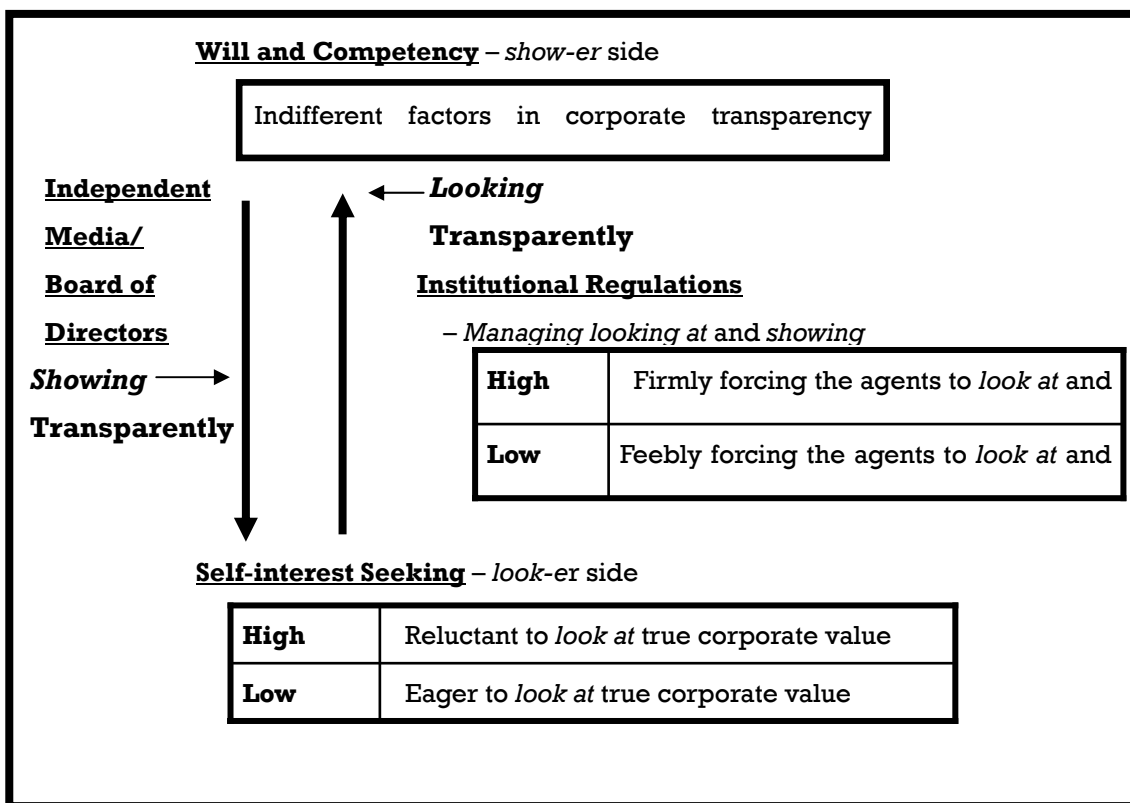 Will and Competency – show-er side
Indifferent factors in corporate transparency
Independent
Media/
Board of
Directors
Showing
Transparently
Looking
Transparently
Institutional Regulations
– Managing looking at and showing
High Firmly forcing the agents to look at and
Low Feebly forcing the agents to look at and
Self-interest Seeking – look-er side
High Reluctant to look at true corporate value
Low Eager to look at true corporate value